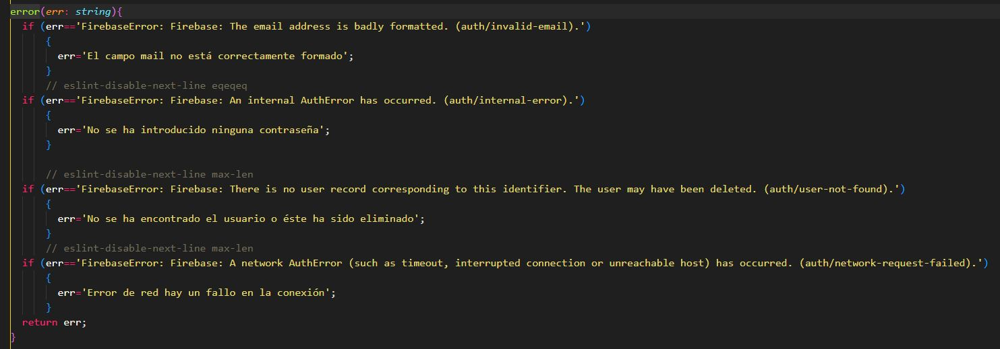 error(err: string){
if (err=='FirebaseError: Firebase: The email address is badly formatted. (auth/invalid-email).')
{
err='El campo mail no está correctamente formado';
}
// eslint-disable-next-line eqeqeq
if (err=='FirebaseError: Firebase: An internal AuthError has occurred. (auth/internal-error).')
{
err='No se ha introducido ninguna contraseña';
}
// eslint-disable-next-line max-len
if (err=='FirebaseError: Firebase: There is no user record corresponding to this identifier. The user may have been deleted. (auth/user-not-found).')
{
err='No se ha encontrado el usuario o éste ha sido eliminado';
}
// eslint-disable-next-line max-len
if (err=='FirebaseError: Firebase: A network AuthError (such as timeout, interrupted connection or unreachable host) has occurred. (auth/network-request-failed).')
{
err='Error de red hay un fallo en la conexión';
}
return err;
}